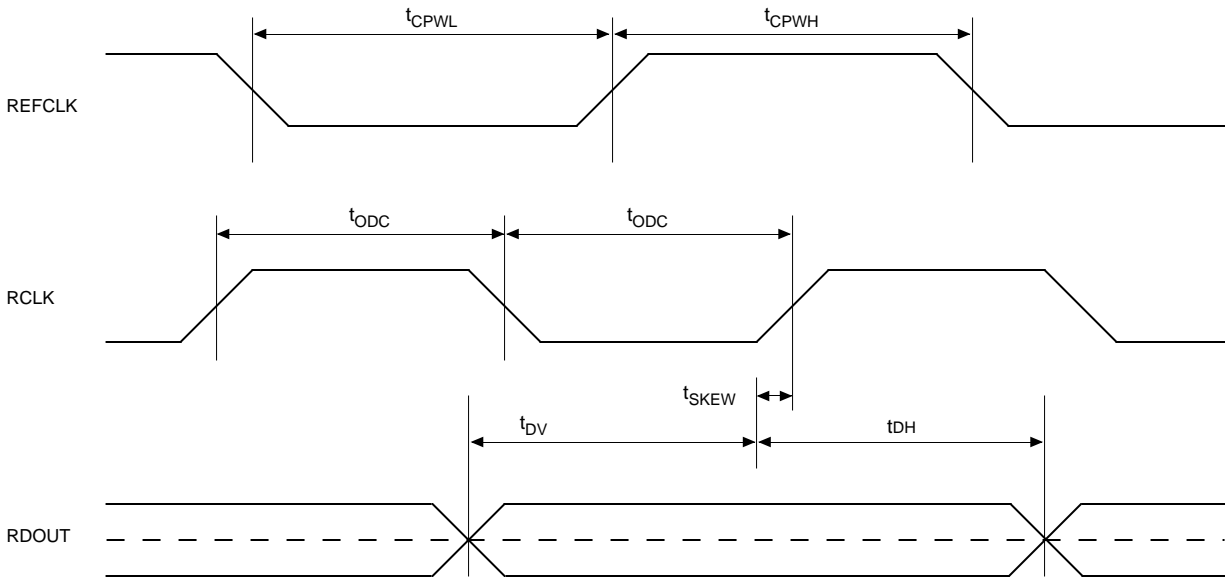 tCPWL tCPWH
REFCLK
tODC tODC
RCLK
tSKEW
tDV tDH
RDOUT